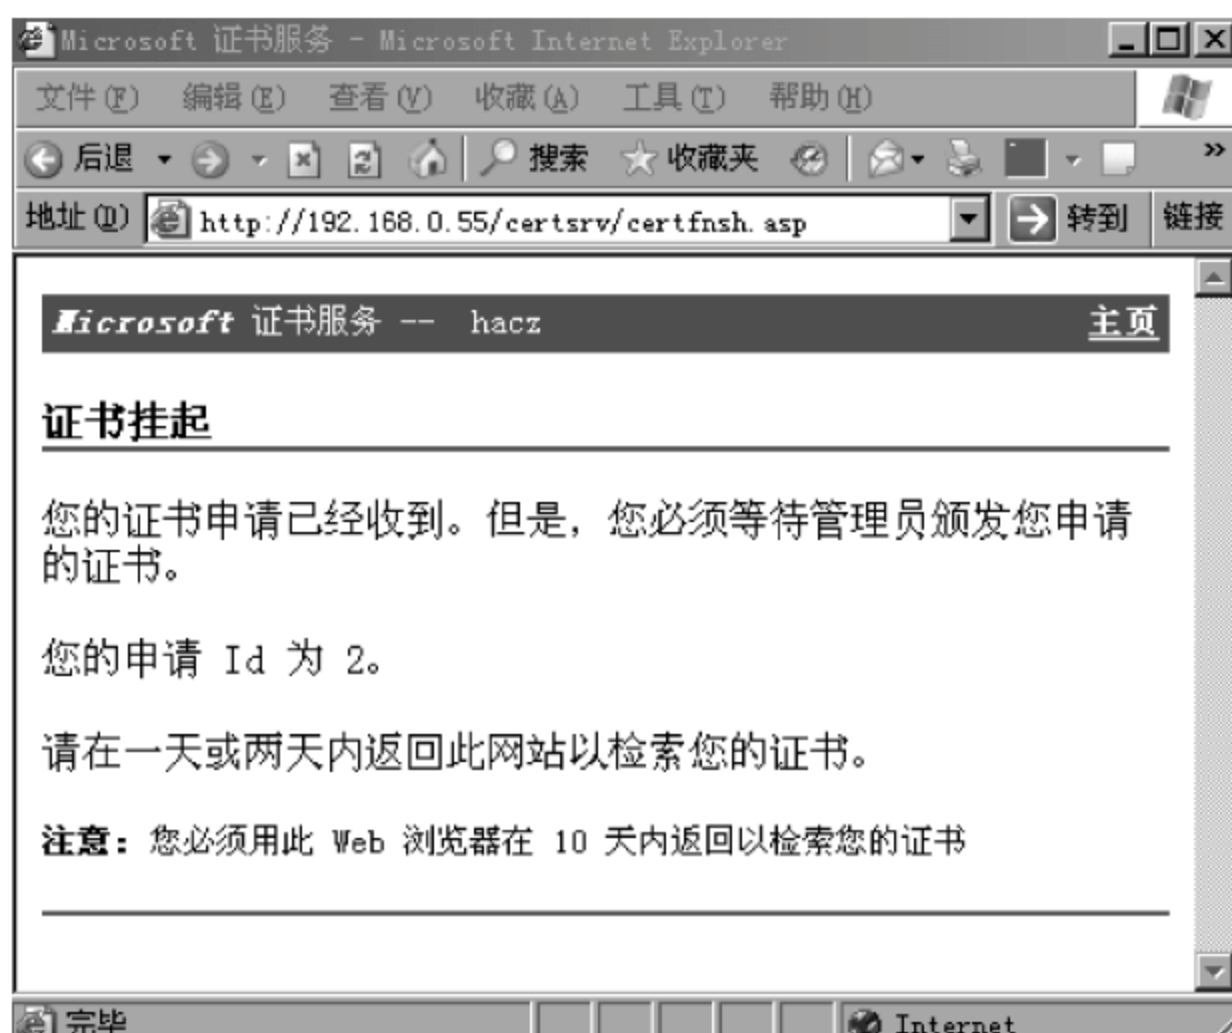 Microsoft 证书服务 - Microsoft Internet Explorer
文件(F) 编辑(E) 查看(V) 收藏(A) 工具(T) 帮助(H)
后退 搜索 收藏夹 »
地址(D) http://192.168.0.55/certsrv/certfnsh.asp 转到 链接
Microsoft 证书服务 -- hacz 主页
证书挂起
您的证书申请已经收到。但是，您必须等待管理员颁发您申请
的证书。
您的申请 Id 为 2。
请在一天或两天内返回此网站以检索您的证书。
注意：您必须用此 Web 浏览器在 10 天内返回以检索您的证书
完毕 Internet